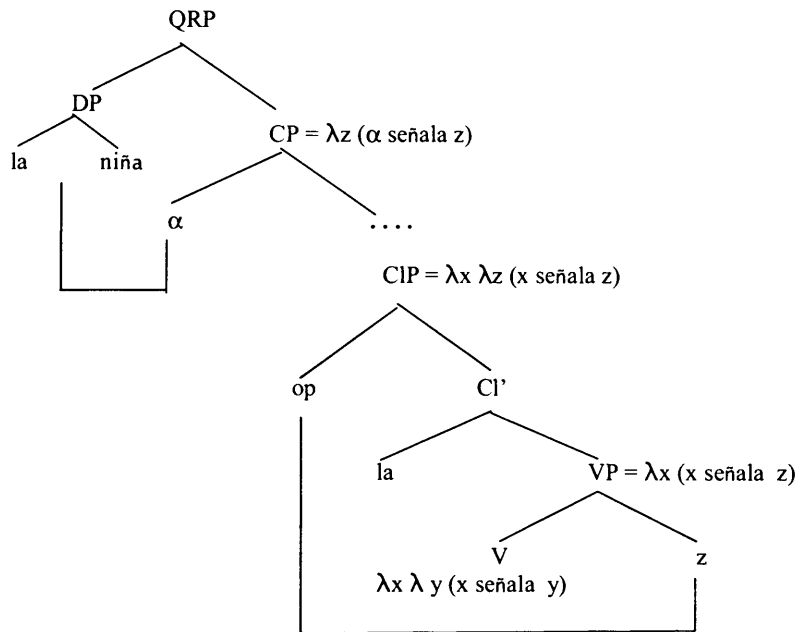 QRP
DP
CP = λz (α señala z)
la niña
α
....
ClP = λx λz (x señala z)
op
Cl’
la
VP = λx (x señala z)
V
z
λx λ y (x señala y)